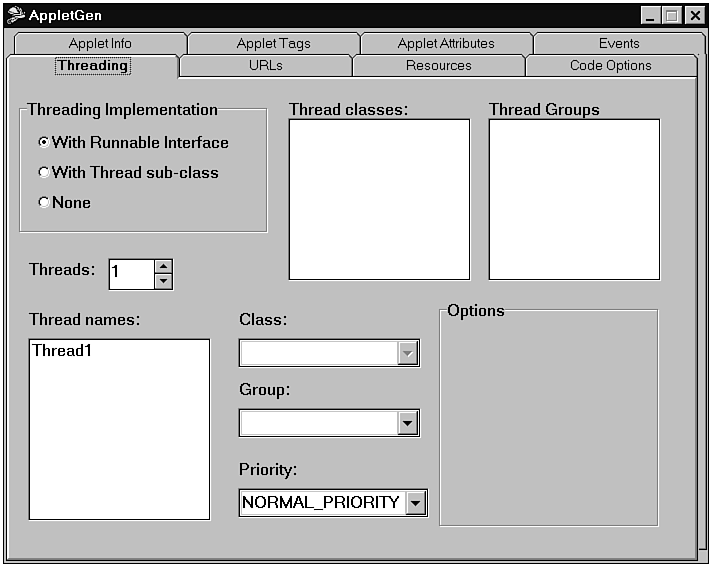 AppletGen
Applet Info
Applet Tags
Applet Attributes
Events
Threading
URLs
Resources
Code Options
Threading Implementation
With Runnable Interface
With Thread sub-class
None
Thread classes:
Thread Groups
Threads:
1
Thread names:
Thread1
Class:
Group:
Priority:
NORMAL_PRIORITY
Options